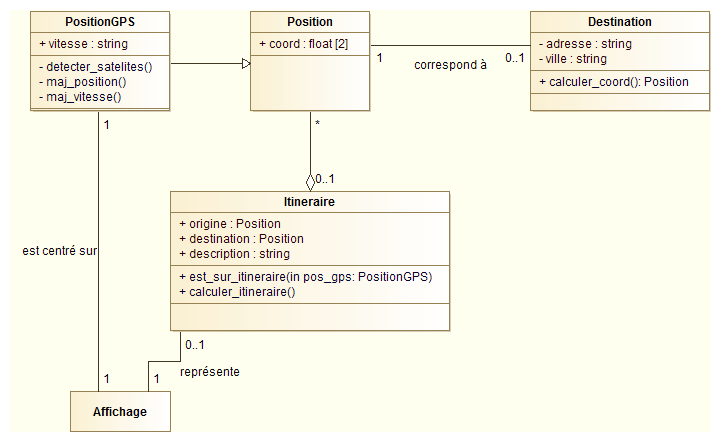 PositionGPS
+ vitesse : string
- detecter_satelites()
- maj_position()
- maj_vitesse()
Position
+ coord : float [2]
Destination
- adresse : string
- ville : string
+ calculer_coord(): Position
1
correspond à
0..1
1
*
0..1
Itineraire
+ origine : Position
+ destination : Position
+ description : string
+ est_sur_itineraire(in pos_gps: PositionGPS)
+ calculer_itineraire()
est centré sur
0..1
représente
1
1
Affichage